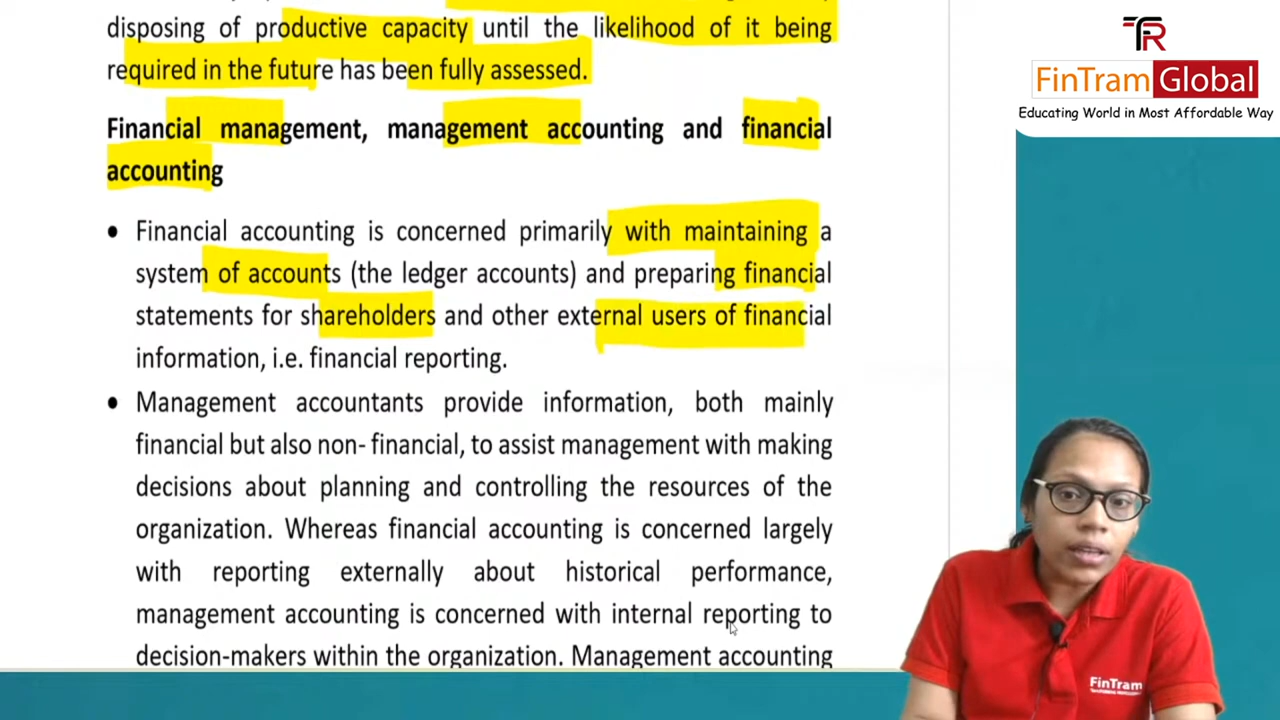 disposing of productive capacity until the likelihood of it being
required in the future has been fully assessed.
Financial management, management accounting and financial
accounting
• Financial accounting is concerned primarily with maintaining a
system of accounts (the ledger accounts) and preparing financial
statements for shareholders and other external users of financial
information, i.e. financial reporting.
• Management accountants provide information, both mainly
financial but also non- financial, to assist management with making
decisions about planning and controlling the resources of the
organization. Whereas financial accounting is concerned largely
with reporting externally about historical performance,
management accounting is concerned with internal reporting to
decision-makers within the organization. Management accounting
TFR
FinTram Global
Educating World in Most Affordable Way
FinTram